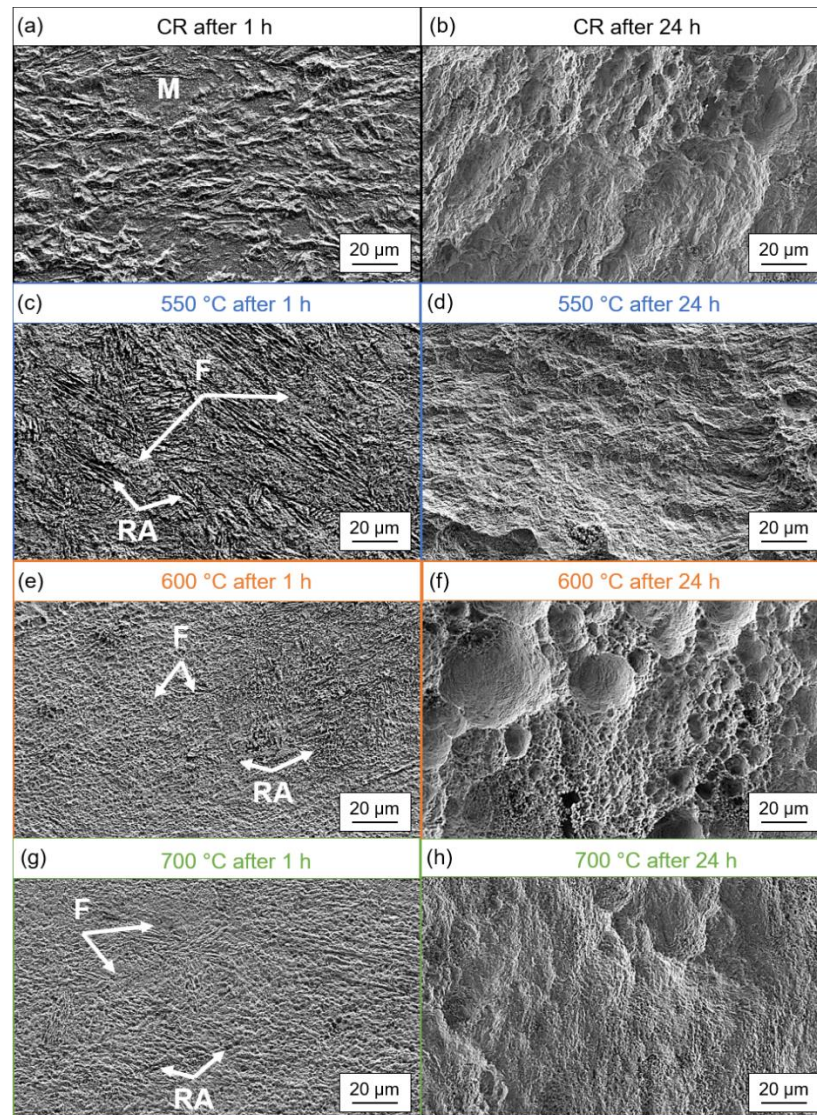 (a) CR after 1 h
(b) CR after 24 h
M
20 µm
20 µm
(c) 550 °C after 1 h
(d) 550 °C after 24 h
F
RA
20 µm
20 µm
(e) 600 °C after 1 h
(f) 600 °C after 24 h
F
RA
20 µm
20 µm
(g) 700 °C after 1 h
(h) 700 °C after 24 h
F
RA
20 µm
20 µm